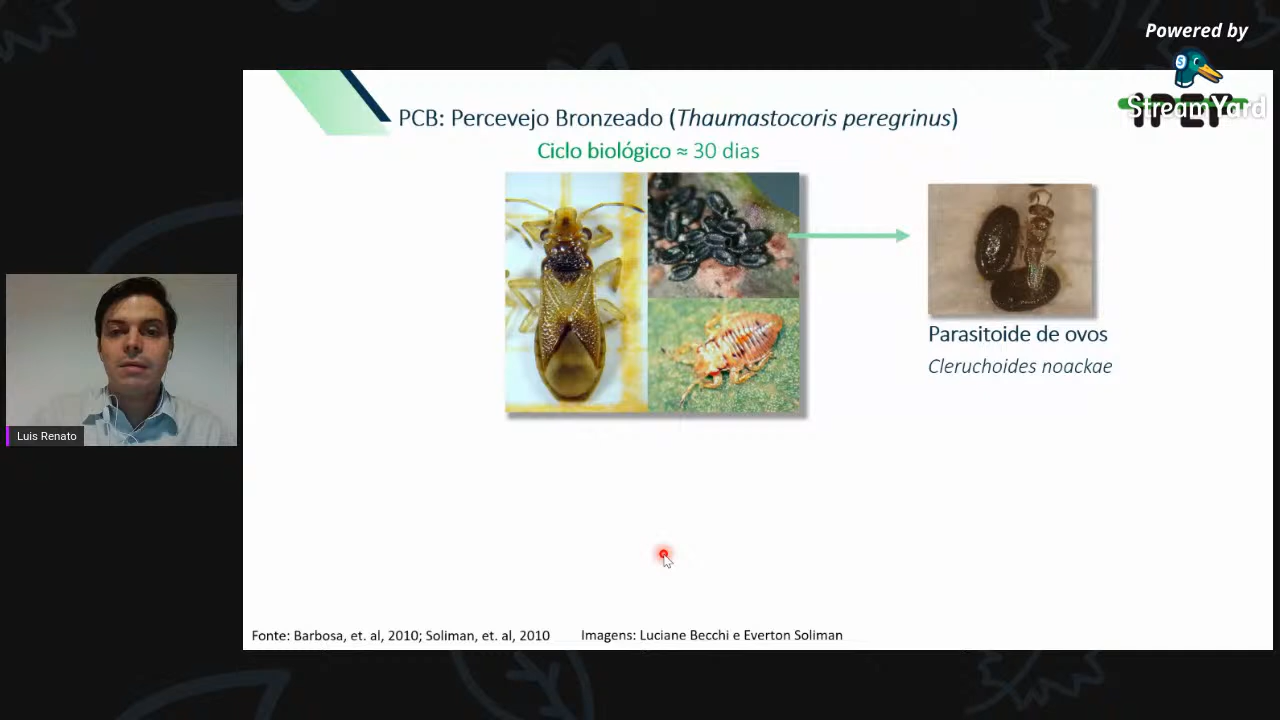 Powered by
StreamYard
IPEF
PCB: Percevejo Bronzeado (Thaumastocoris peregrinus)
Ciclo biológico ≈ 30 dias
Parasitoide de ovos
Cleruchoides noackae
Luis Renato
Fonte: Barbosa, et. al, 2010; Soliman, et. al, 2010
Imagens: Luciane Becchi e Everton Soliman